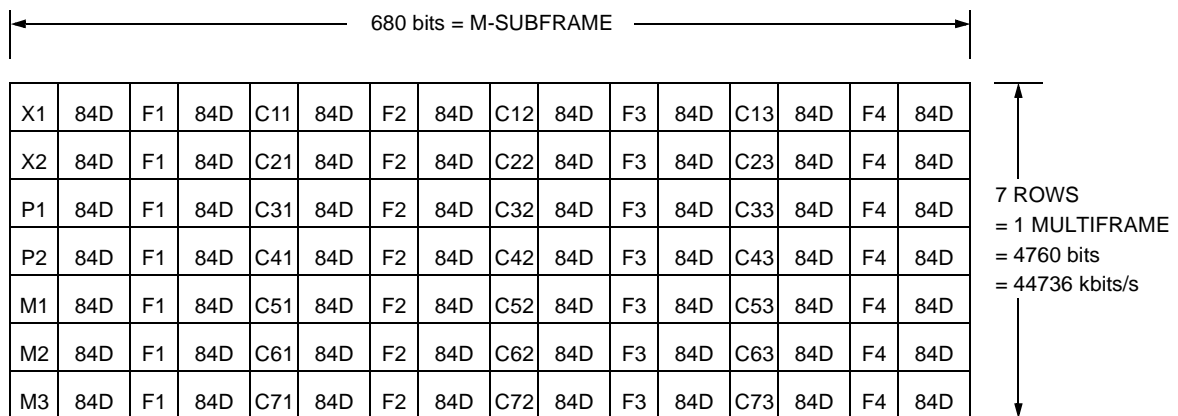 680 bits = M-SUBFRAME
X1 84D F1 84D C11 84D F2 84D C12 84D F3 84D C13 84D F4 84D
X2 84D F1 84D C21 84D F2 84D C22 84D F3 84D C23 84D F4 84D
P1 84D F1 84D C31 84D F2 84D C32 84D F3 84D C33 84D F4 84D
P2 84D F1 84D C41 84D F2 84D C42 84D F3 84D C43 84D F4 84D
M1 84D F1 84D C51 84D F2 84D C52 84D F3 84D C53 84D F4 84D
M2 84D F1 84D C61 84D F2 84D C62 84D F3 84D C63 84D F4 84D
M3 84D F1 84D C71 84D F2 84D C72 84D F3 84D C73 84D F4 84D
7 ROWS
= 1 MULTIFRAME
= 4760 bits
= 44736 kbits/s